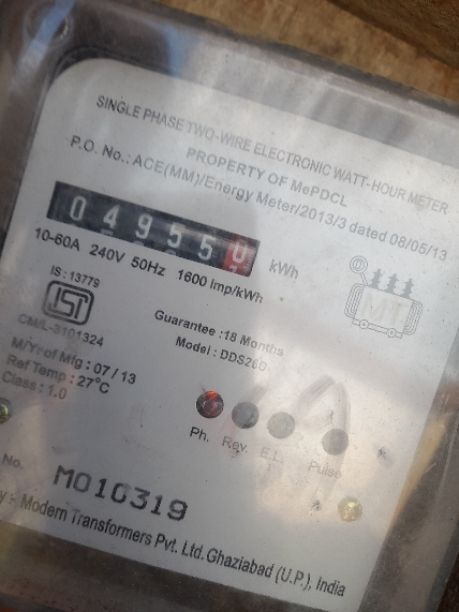 SINGLE PHASE TWO-WIRE ELECTRONIC WATT-HOUR METER
PROPERTY OF MePDCL
P.O. No.: ACE(MM)/Energy Meter/2013/3 dated 08/05/13
049550 kWh
10-60A 240V 50Hz 1600 Imp/kWh
IS : 13779
ISI
CM/L-3101324
MT
Guarantee : 18 Months
Model : DDS26D
M/Yr of Mfg : 07 / 13
Ref Temp : 27°C
Class : 1.0
Ph. Rev. E.L. Pulse
No. M010319
y :- Modern Transformers Pvt. Ltd. Ghaziabad (U.P.), India